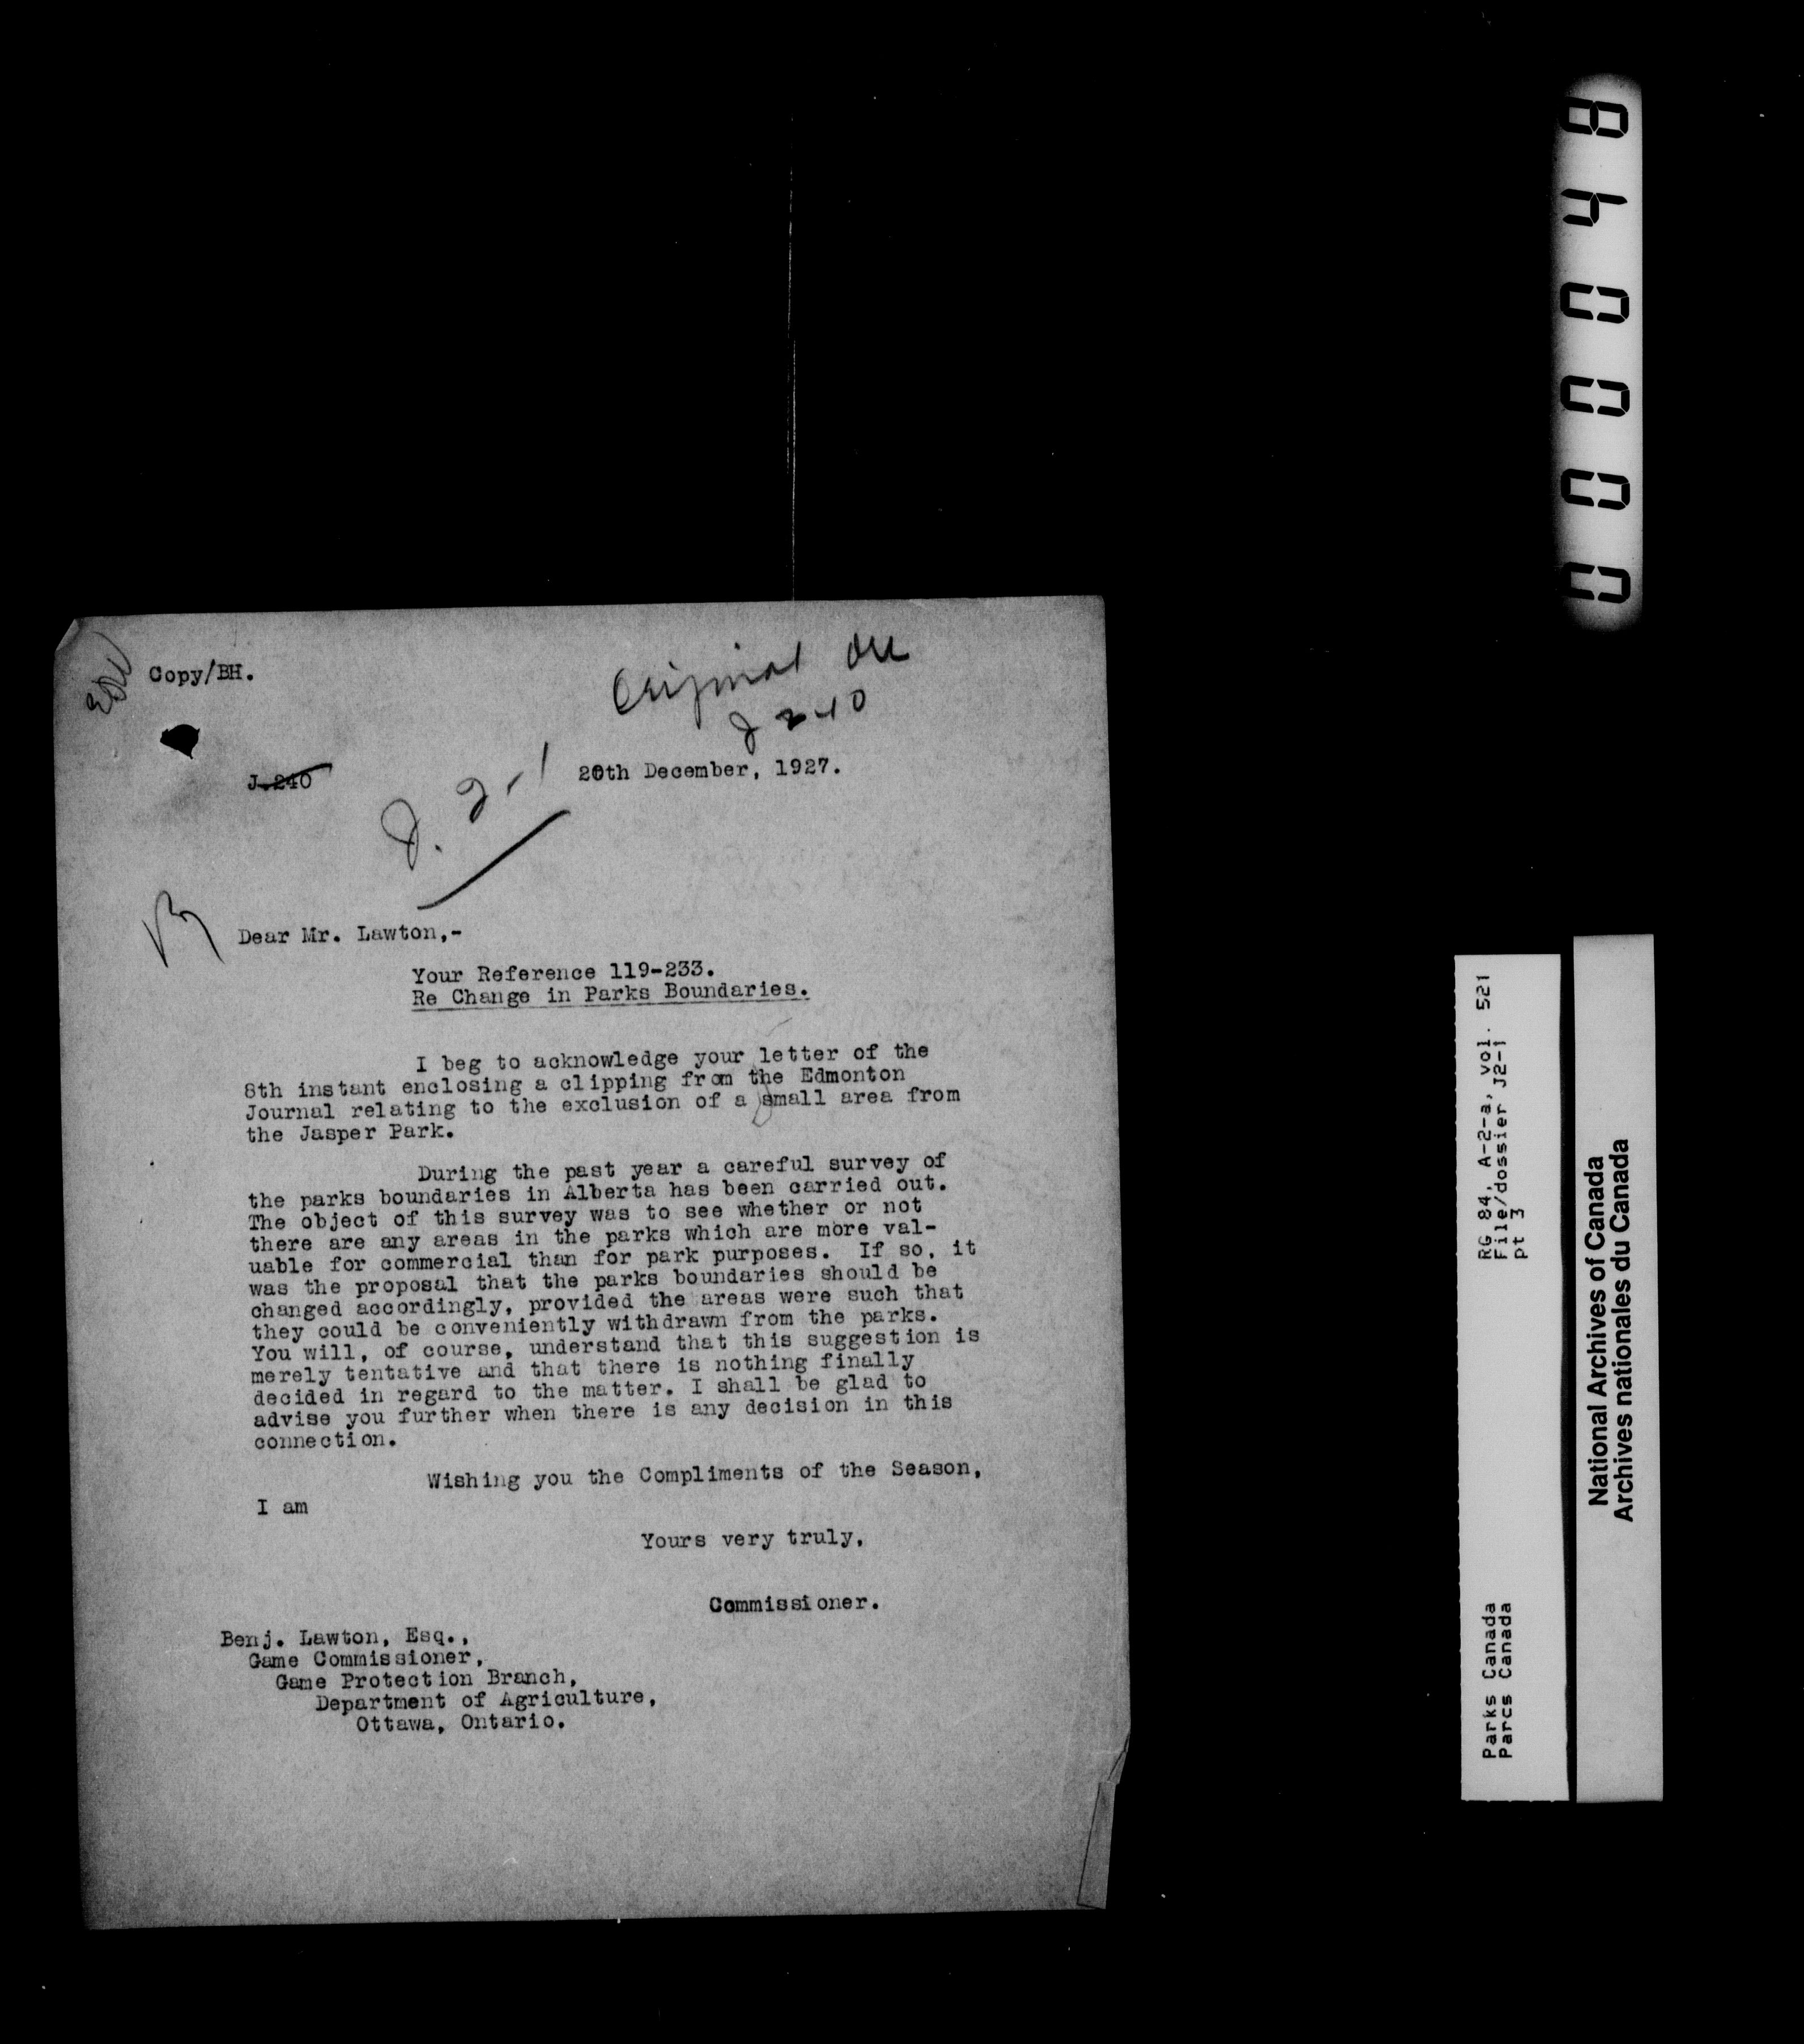 Copy/BH.
Original on
J 240
J. 240
20th December, 1927.
J. 2-1
Dear Mr. Lawton,-
Your Reference 119-233.
Re Change in Parks Boundaries.
I beg to acknowledge your letter of the
8th instant enclosing a clipping from the Edmonton
Journal relating to the exclusion of a small area from
the Jasper Park.
During the past year a careful survey of
the parks boundaries in Alberta has been carried out.
The object of this survey was to see whether or not
there are any areas in the parks which are more val-
uable for commercial than for park purposes. If so, it
was the proposal that the parks boundaries should be
changed accordingly, provided the areas were such that
they could be conveniently withdrawn from the parks.
You will, of course, understand that this suggestion is
merely tentative and that there is nothing finally
decided in regard to the matter. I shall be glad to
advise you further when there is any decision in this
connection.
Wishing you the Compliments of the Season,
I am
Yours very truly,
Commissioner.
Benj. Lawton, Esq.,
Game Commissioner,
Game Protection Branch,
Department of Agriculture,
Ottawa, Ontario.
000048
RG 84, A-2-a, vol. 521
File/dossier J2-1
pt 3
Parks Canada
Parcs Canada
National Archives of Canada
Archives nationales du Canada